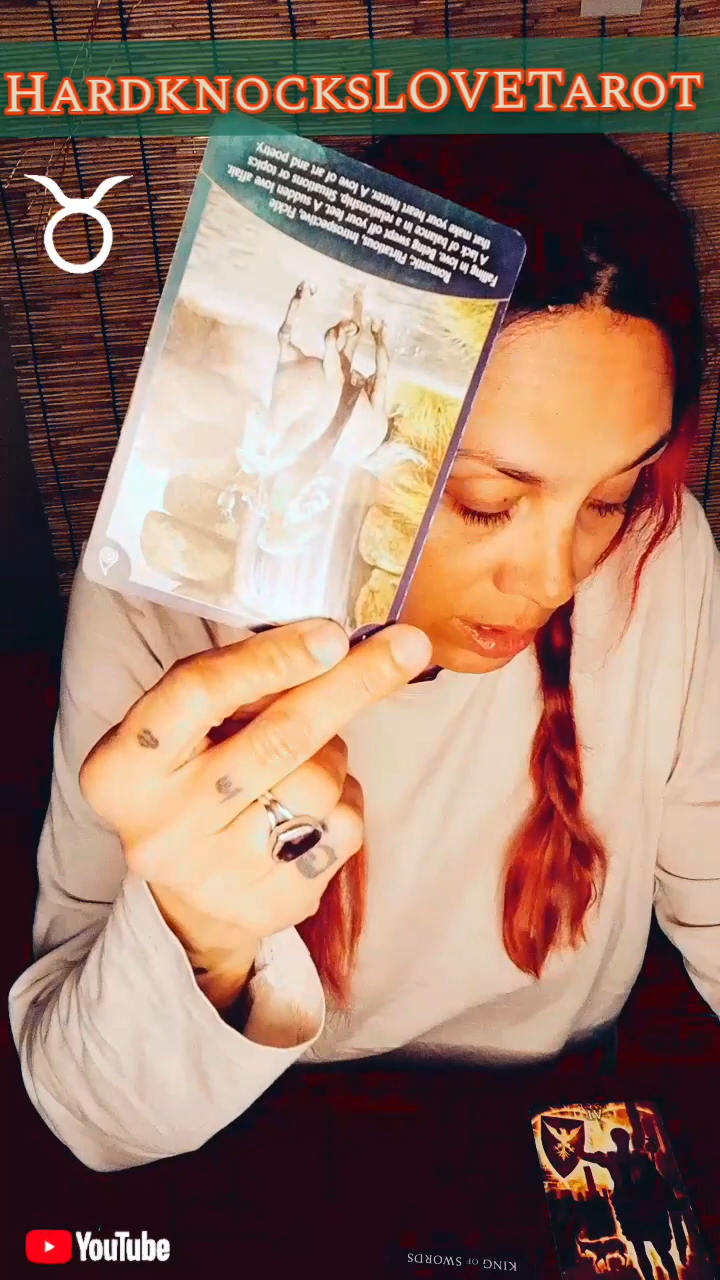 HardknocksLOVETarot
Romantic, Flirtatious, Introspective, Fickle
Falling in love. Being swept off your feet. A sudden love affair.
A lack of balance in a relationship. Situations or topics
that make your heart flutter. A love of art and poetry.
KING OF SWORDS
YouTube